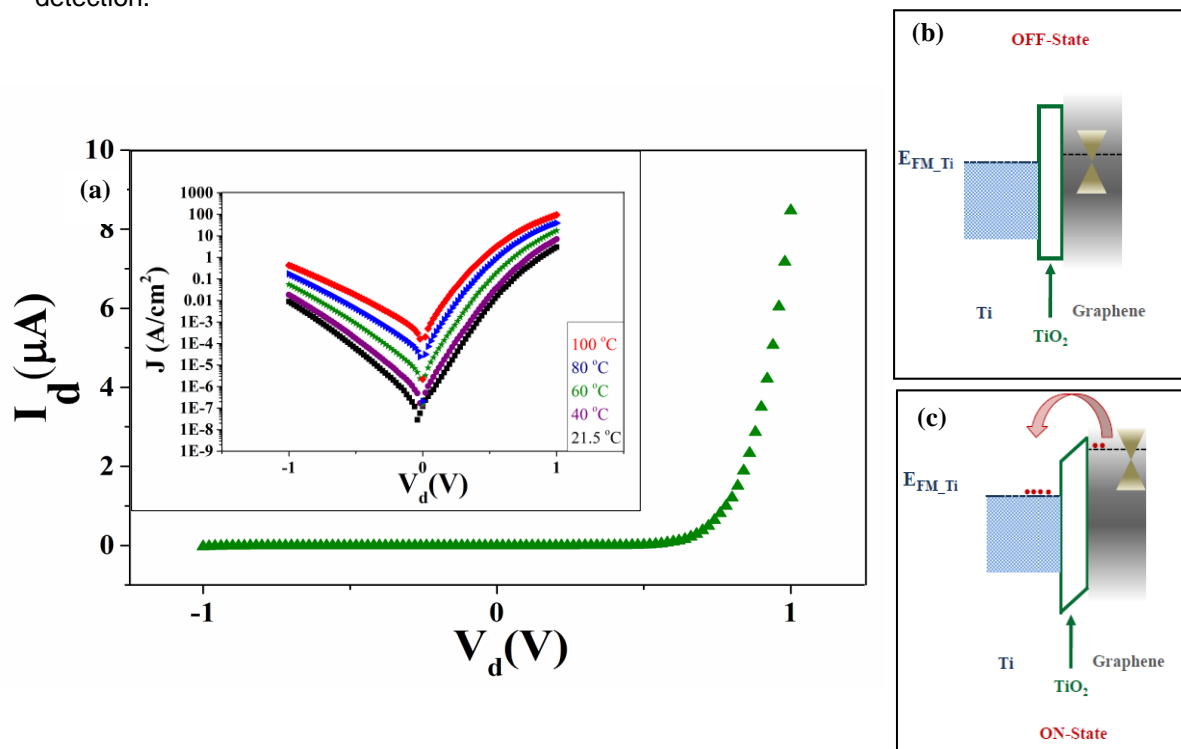 detection.
(a)
10
8
6
4
2
0
-1
0
1
I_d (μA)
V_d(V)
1000
100
10
1
0.1
0.01
1E-3
1E-4
1E-5
1E-6
1E-7
1E-8
1E-9
-1
0
1
J (A/cm²)
V_d(V)
100 °C
80 °C
60 °C
40 °C
21.5 °C
(b)
OFF-State
E_FM_Ti
Ti
Graphene
TiO₂
(c)
E_FM_Ti
Ti
Graphene
TiO₂
ON-State